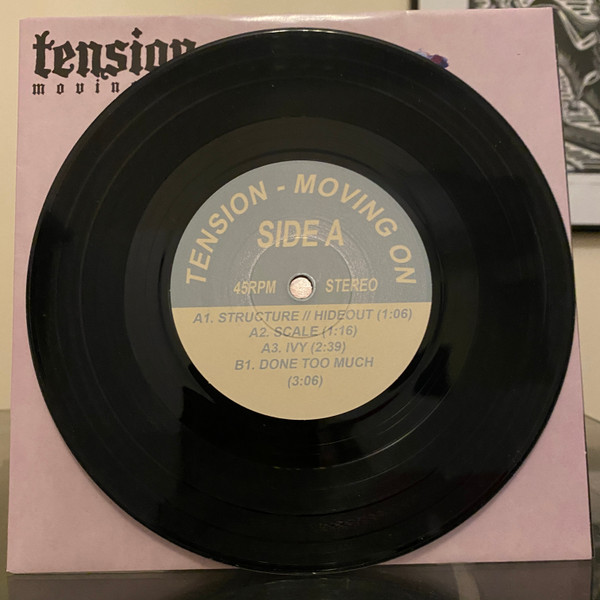 tension
movin
TENSION - MOVING ON
SIDE A
45RPM STEREO
A1. STRUCTURE // HIDEOUT (1:06)
A2. SCALE (1:16)
A3. IVY (2:39)
B1. DONE TOO MUCH
(3:06)